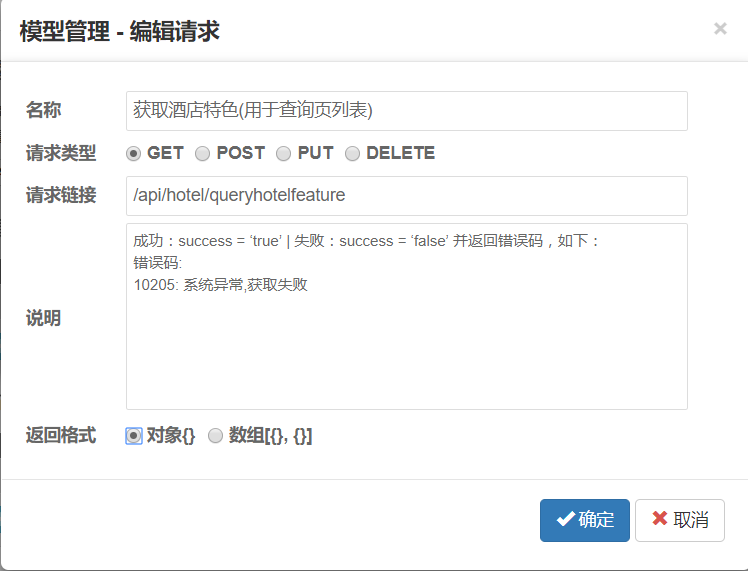 模型管理 - 编辑请求
×
名称
获取酒店特色(用于查询页列表)
请求类型 GET POST PUT DELETE
请求链接
/api/hotel/queryhotelfeature
成功：success = ‘true’ | 失败：success = ‘false’ 并返回错误码，如下：
错误码:
10205: 系统异常,获取失败
说明
返回格式 对象{} 数组[{}, {}]
确定 取消